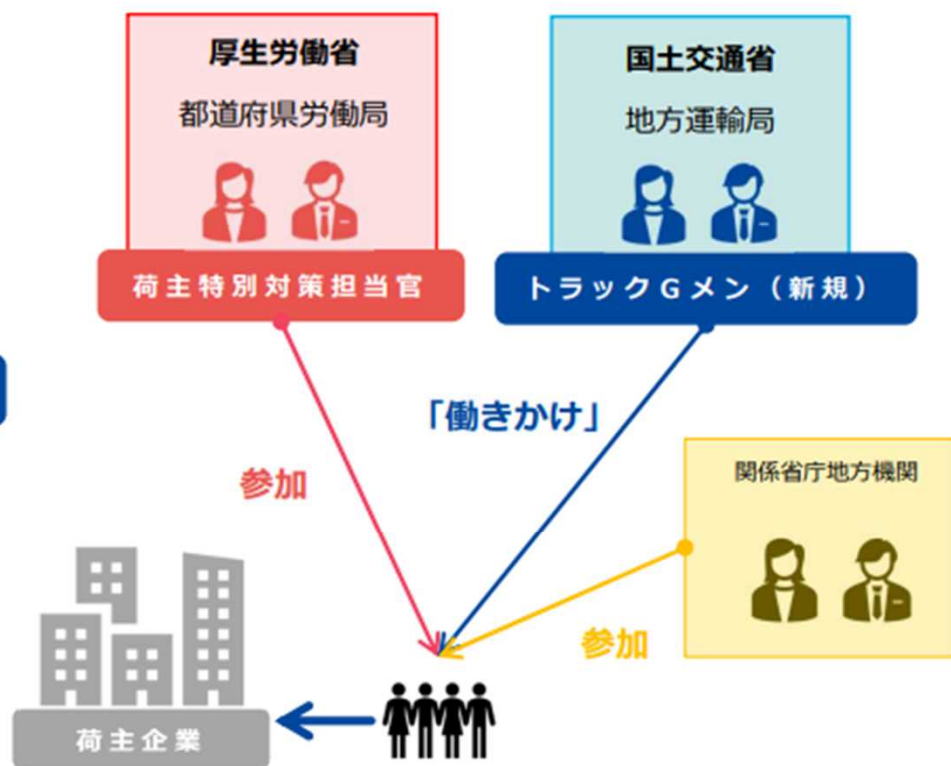 厚生労働省
都道府県労働局
荷主特別対策担当官
国土交通省
地方運輸局
トラックGメン（新規）
「働きかけ」
参加
関係省庁地方機関
参加
荷主企業